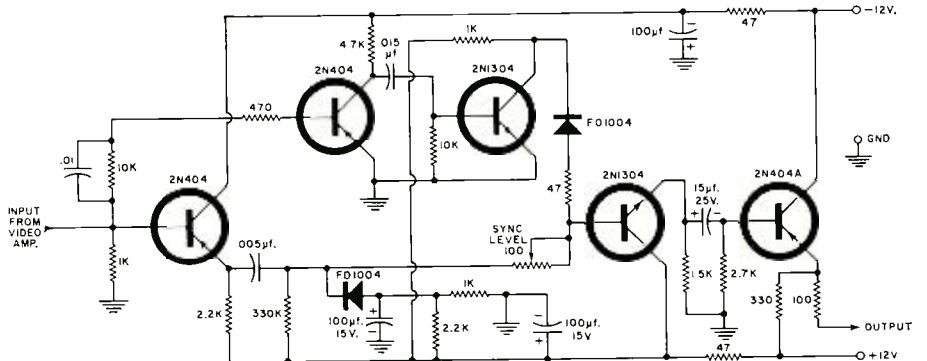 47
-12V.
100µf
1K
4.7K
.015
µf
2N404
2N1304
470
FD1004
10K
GND
.01
10K
2N404
47
2N1304
2N404A
INPUT
FROM
VIDEO
AMP.
15µf.
25V.
SYNC
LEVEL
100
.005µf.
1K
FD1004
1K
1.5K
2.7K
330
100
2.2K
330K
100µf.
15V.
2.2K
100µf.
15V.
OUTPUT
47
+12V